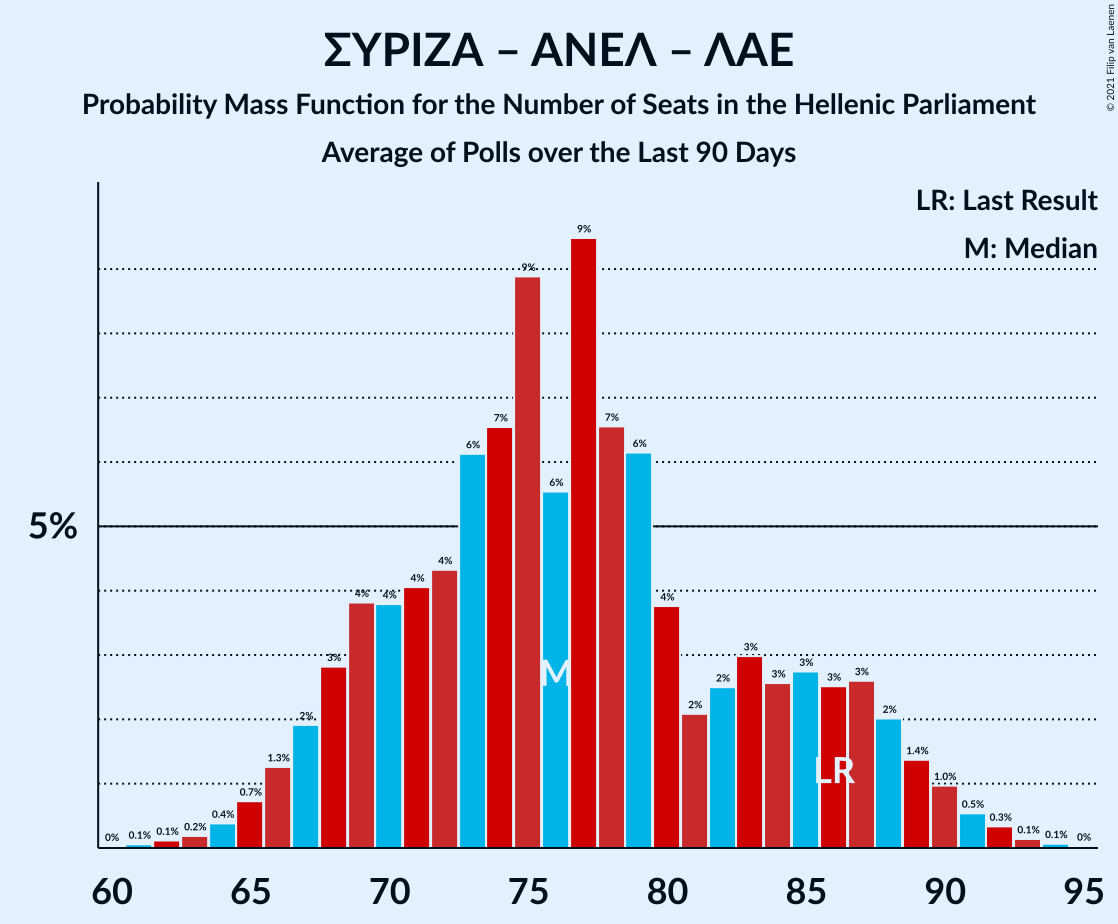 ΣΥΡΙΖΑ – ΑΝΕΛ – ΛΑΕ
Probability Mass Function for the Number of Seats in the Hellenic Parliament
Average of Polls over the Last 90 Days
© 2021 Filip van Laenen
LR: Last Result
M: Median
5%
0% 0.1% 0.1% 0.2% 0.4% 0.7% 1.3% 2% 3% 4% 4% 4% 4% 6% 7% 9% 6% 9% 7% 6% 4% 2% 2% 3% 3% 3% 3% 3% 2% 1.4% 1.0% 0.5% 0.3% 0.1% 0.1% 0%
M
LR
60 65 70 75 80 85 90 95